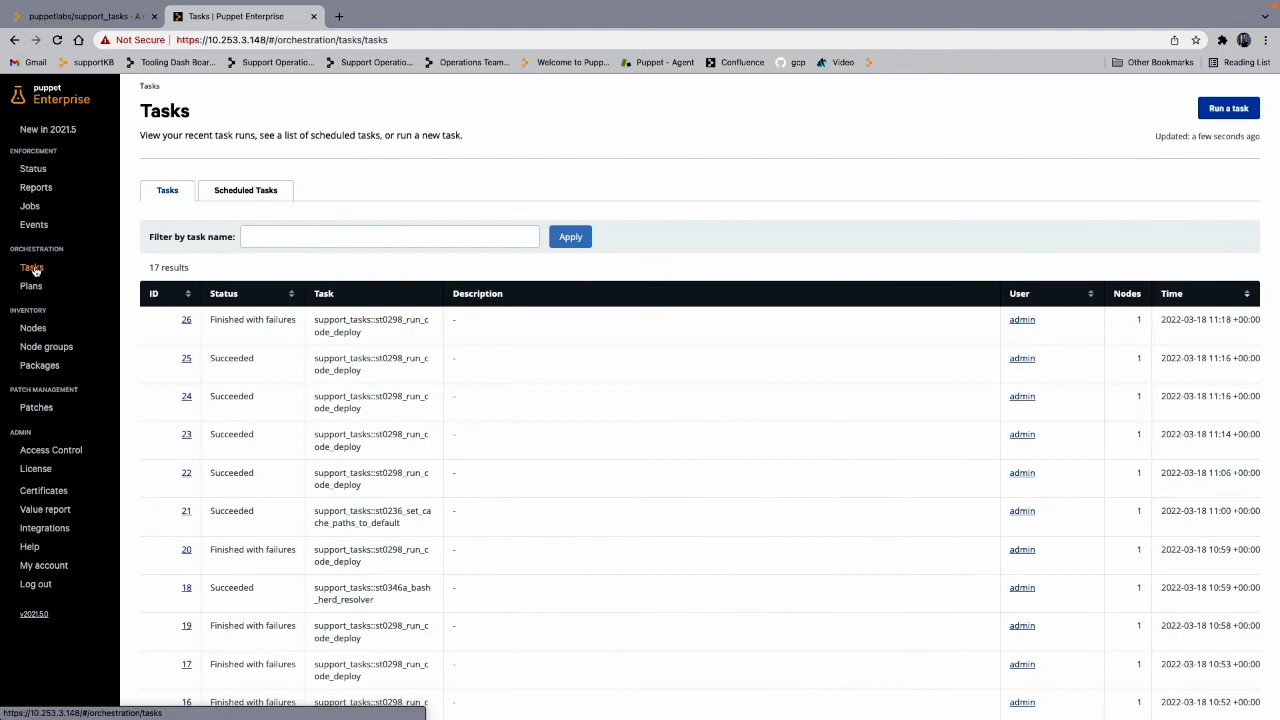 puppetlabs/support_tasks · A r
Tasks | Puppet Enterprise
Not Secure
https://10.253.3.148/#/orchestration/tasks/tasks
Gmail
supportKB
Tooling Dash Boar...
Support Operatio...
Support Operatio...
Operations Team...
Welcome to Pupp...
Puppet - Agent
Confluence
gcp
Video
Other Bookmarks
Reading List
puppet
Enterprise
New in 2021.5
ENFORCEMENT
Status
Reports
Jobs
Events
ORCHESTRATION
Tasks
Plans
INVENTORY
Nodes
Node groups
Packages
PATCH MANAGEMENT
Patches
ADMIN
Access Control
License
Certificates
Value report
Integrations
Help
My account
Log out
v2021.5.0
Tasks
Tasks
Run a task
View your recent task runs, see a list of scheduled tasks, or run a new task.
Updated: a few seconds ago
Tasks
Scheduled Tasks
Filter by task name:
Apply
17 results
ID Status Task Description User Nodes Time
26 Finished with failures support_tasks::st0298_run_c - admin 1 2022-03-18 11:18 +00:00
ode_deploy
25 Succeeded support_tasks::st0298_run_c - admin 1 2022-03-18 11:16 +00:00
ode_deploy
24 Succeeded support_tasks::st0298_run_c - admin 1 2022-03-18 11:16 +00:00
ode_deploy
23 Succeeded support_tasks::st0298_run_c - admin 1 2022-03-18 11:14 +00:00
ode_deploy
22 Succeeded support_tasks::st0298_run_c - admin 1 2022-03-18 11:06 +00:00
ode_deploy
21 Succeeded support_tasks::st0236_set_ca - admin 1 2022-03-18 11:00 +00:00
che_paths_to_default
20 Finished with failures support_tasks::st0298_run_c - admin 1 2022-03-18 10:59 +00:00
ode_deploy
18 Succeeded support_tasks::st0346a_bash - admin 1 2022-03-18 10:59 +00:00
_herd_resolver
19 Finished with failures support_tasks::st0298_run_c - admin 1 2022-03-18 10:58 +00:00
ode_deploy
17 Finished with failures support_tasks::st0298_run_c - admin 1 2022-03-18 10:53 +00:00
ode_deploy
16 Finished with failures support_tasks::st0298_run_c - admin 1 2022-03-18 10:52 +00:00
https://10.253.3.148/#/orchestration/tasks